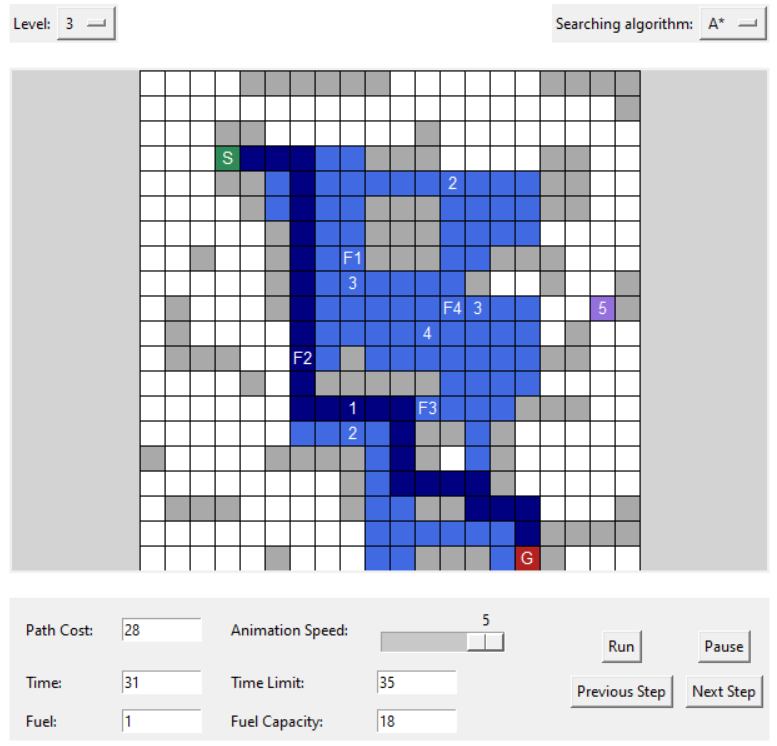 Level: 3 Searching algorithm: A*
S
2
F1
3
F4 3 5
4
F2
1 F3
2
G
Path Cost: 28 Animation Speed: 5 Run Pause
Time: 31 Time Limit: 35 Previous Step Next Step
Fuel: 1 Fuel Capacity: 18